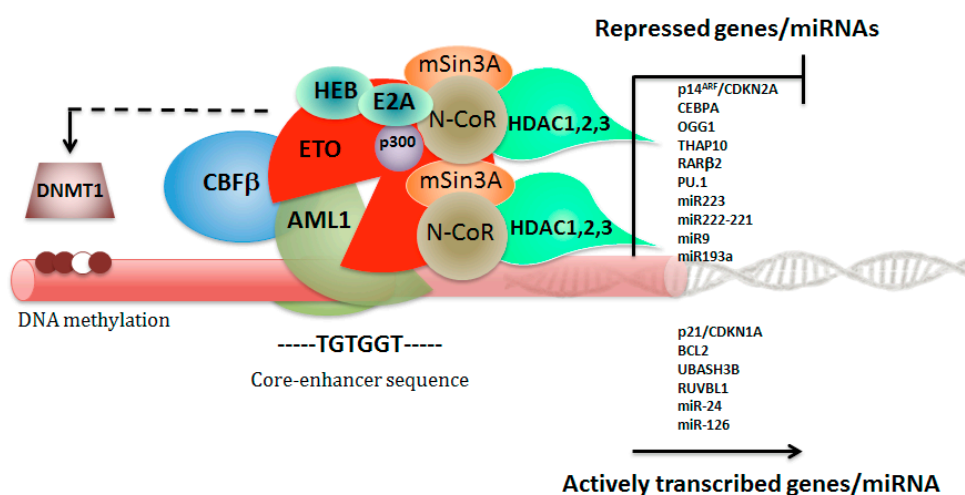 Repressed genes/miRNAs
mSin3A
HEB
E2A
N-CoR
HDAC1,2,3
p14ᴬᴿꟳ/CDKN2A
CEBPA
OGG1
THAP10
RARβ2
PU.1
miR223
miR222-221
miR9
miR193a
ETO
p300
DNMT1
CBFβ
mSin3A
AML1
N-CoR
HDAC1,2,3
DNA methylation
-----TGTGGT-----
Core-enhancer sequence
p21/CDKN1A
BCL2
UBASH3B
RUVBL1
miR-24
miR-126
Actively transcribed genes/miRNA